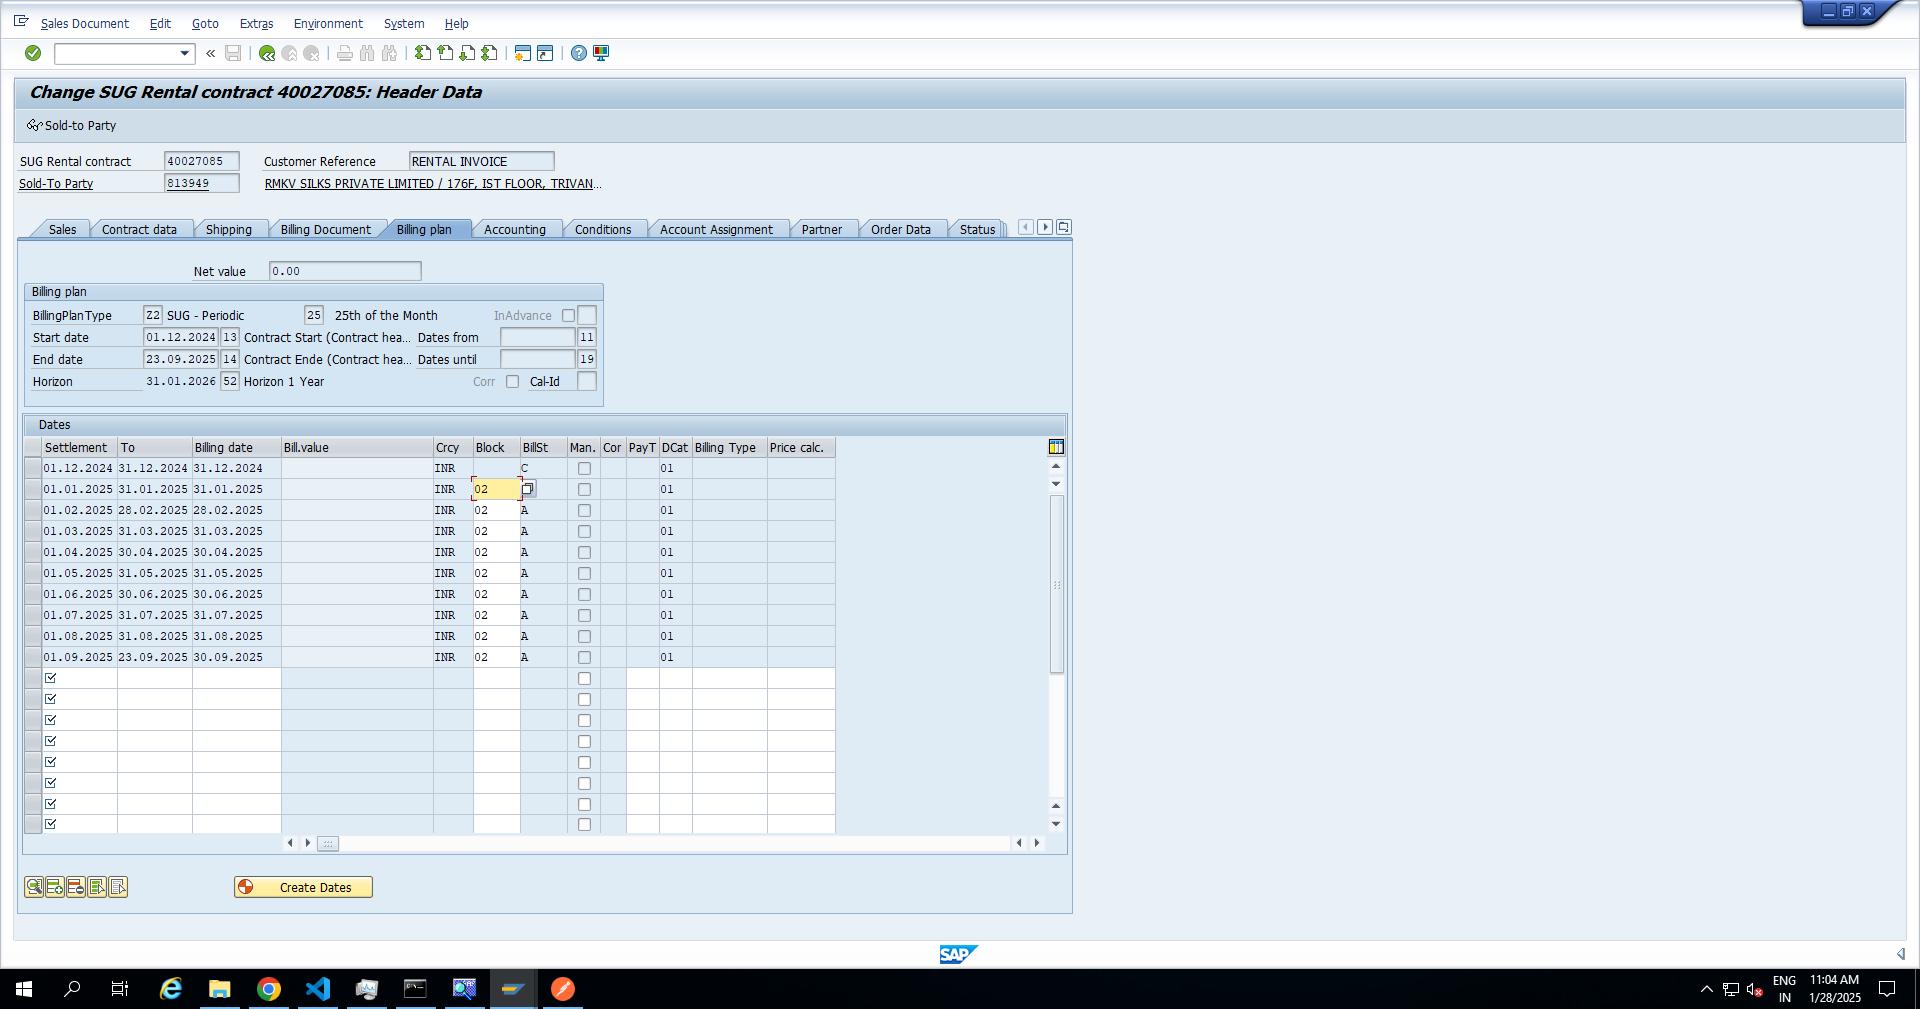 Sales Document Edit Goto Extras Environment System Help
Change SUG Rental contract 40027085: Header Data
Sold-to Party
SUG Rental contract 40027085 Customer Reference RENTAL INVOICE
Sold-To Party 813949 RMKV SILKS PRIVATE LIMITED / 176F, IST FLOOR, TRIVAN...
Sales Contract data Shipping Billing Document Billing plan Accounting Conditions Account Assignment Partner Order Data Status
Net value 0.00
Billing plan
BillingPlanType Z2 SUG - Periodic 25 25th of the Month InAdvance
Start date 01.12.2024 13 Contract Start (Contract hea... Dates from 11
End date 23.09.2025 14 Contract Ende (Contract hea... Dates until 19
Horizon 31.01.2026 52 Horizon 1 Year Corr Cal-Id
Dates
Settlement To Billing date Bill.value Crcy Block BillSt Man. Cor PayT DCat Billing Type Price calc.
01.12.2024 31.12.2024 31.12.2024 INR C 01
01.01.2025 31.01.2025 31.01.2025 INR 02 01
01.02.2025 28.02.2025 28.02.2025 INR 02 A 01
01.03.2025 31.03.2025 31.03.2025 INR 02 A 01
01.04.2025 30.04.2025 30.04.2025 INR 02 A 01
01.05.2025 31.05.2025 31.05.2025 INR 02 A 01
01.06.2025 30.06.2025 30.06.2025 INR 02 A 01
01.07.2025 31.07.2025 31.07.2025 INR 02 A 01
01.08.2025 31.08.2025 31.08.2025 INR 02 A 01
01.09.2025 23.09.2025 30.09.2025 INR 02 A 01
Create Dates
SAP
ENG 11:04 AM
IN 1/28/2025